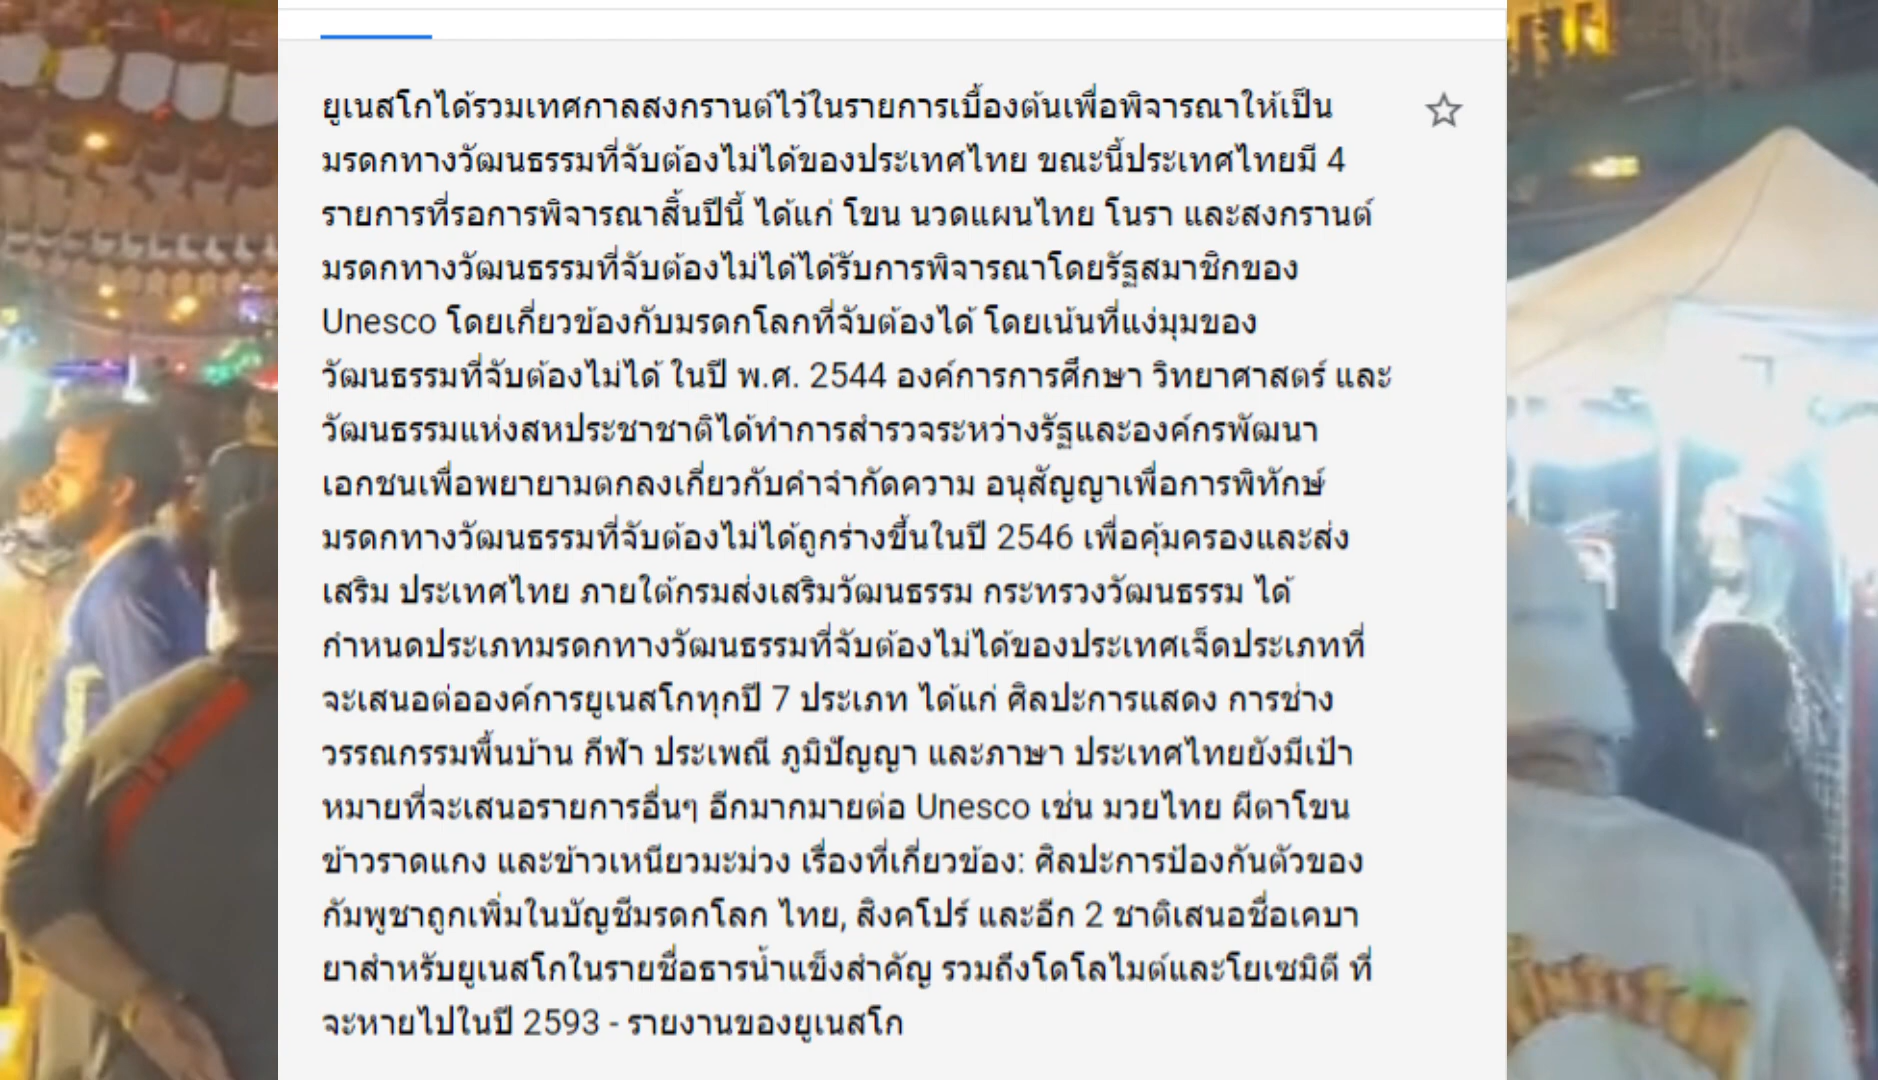 ยูเนสโกได้รวมเทศกาลสงกรานต์ไว้ในรายการเบื้องต้นเพื่อพิจารณาให้เป็น
มรดกทางวัฒนธรรมที่จับต้องไม่ได้ของประเทศไทย ขณะนี้ประเทศไทยมี 4
รายการที่รอการพิจารณาสิ้นปีนี้ ได้แก่ โขน นวดแผนไทย โนรา และสงกรานต์
มรดกทางวัฒนธรรมที่จับต้องไม่ได้ได้รับการพิจารณาโดยรัฐสมาชิกของ
Unesco โดยเกี่ยวข้องกับมรดกโลกที่จับต้องได้ โดยเน้นที่แง่มุมของ
วัฒนธรรมที่จับต้องไม่ได้ ในปี พ.ศ. 2544 องค์การการศึกษา วิทยาศาสตร์ และ
วัฒนธรรมแห่งสหประชาชาติได้ทำการสำรวจระหว่างรัฐและองค์กรพัฒนา
เอกชนเพื่อพยายามตกลงเกี่ยวกับคำจำกัดความ อนุสัญญาเพื่อการพิทักษ์
มรดกทางวัฒนธรรมที่จับต้องไม่ได้ถูกร่างขึ้นในปี 2546 เพื่อคุ้มครองและส่ง
เสริม ประเทศไทย ภายใต้กรมส่งเสริมวัฒนธรรม กระทรวงวัฒนธรรม ได้
กำหนดประเภทมรดกทางวัฒนธรรมที่จับต้องไม่ได้ของประเทศเจ็ดประเภทที่
จะเสนอต่อองค์การยูเนสโกทุกปี 7 ประเภท ได้แก่ ศิลปะการแสดง การช่าง
วรรณกรรมพื้นบ้าน กีฬา ประเพณี ภูมิปัญญา และภาษา ประเทศไทยยังมีเป้า
หมายที่จะเสนอรายการอื่นๆ อีกมากมายต่อ Unesco เช่น มวยไทย ผีตาโขน
ข้าวราดแกง และข้าวเหนียวมะม่วง เรื่องที่เกี่ยวข้อง: ศิลปะการป้องกันตัวของ
กัมพูชาถูกเพิ่มในบัญชีมรดกโลก ไทย, สิงคโปร์ และอีก 2 ชาติเสนอชื่อเคบา
ยาสำหรับยูเนสโกในรายชื่อธารน้ำแข็งสำคัญ รวมถึงโดโลไมต์และโยเซมิตี ที่
จะหายไปในปี 2593 - รายงานของยูเนสโก